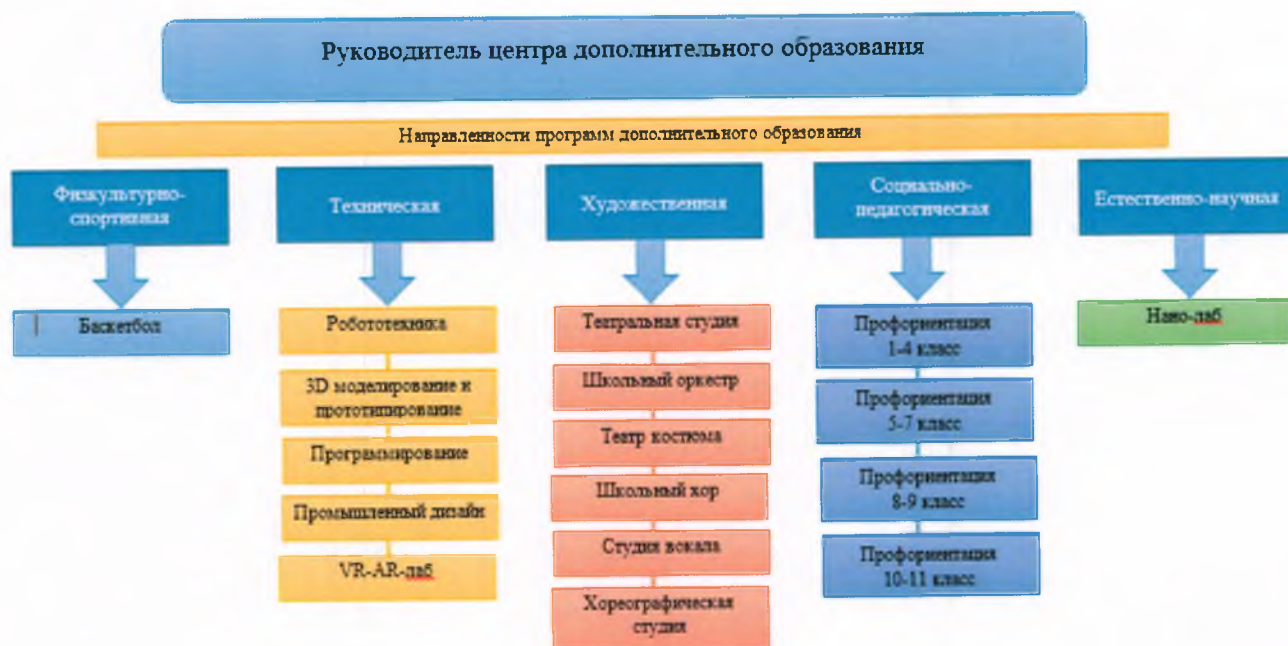 Руководитель центра дополнительного образования
Направленности программ дополнительного образования
Физкультурно-
спортивная
Техническая
Художественная
Социально-
педагогическая
Естественно-научная
Баскетбол
Робототехника
3D моделирование и
прототипирование
Программирование
Промышленный дизайн
VR-AR-лаб
Театральная студия
Школьный оркестр
Театр костюма
Школьный хор
Студия вокала
Хореографическая
студия
Профориентация
1-4 класс
Профориентация
5-7 класс
Профориентация
8-9 класс
Профориентация
10-11 класс
Нано-лаб